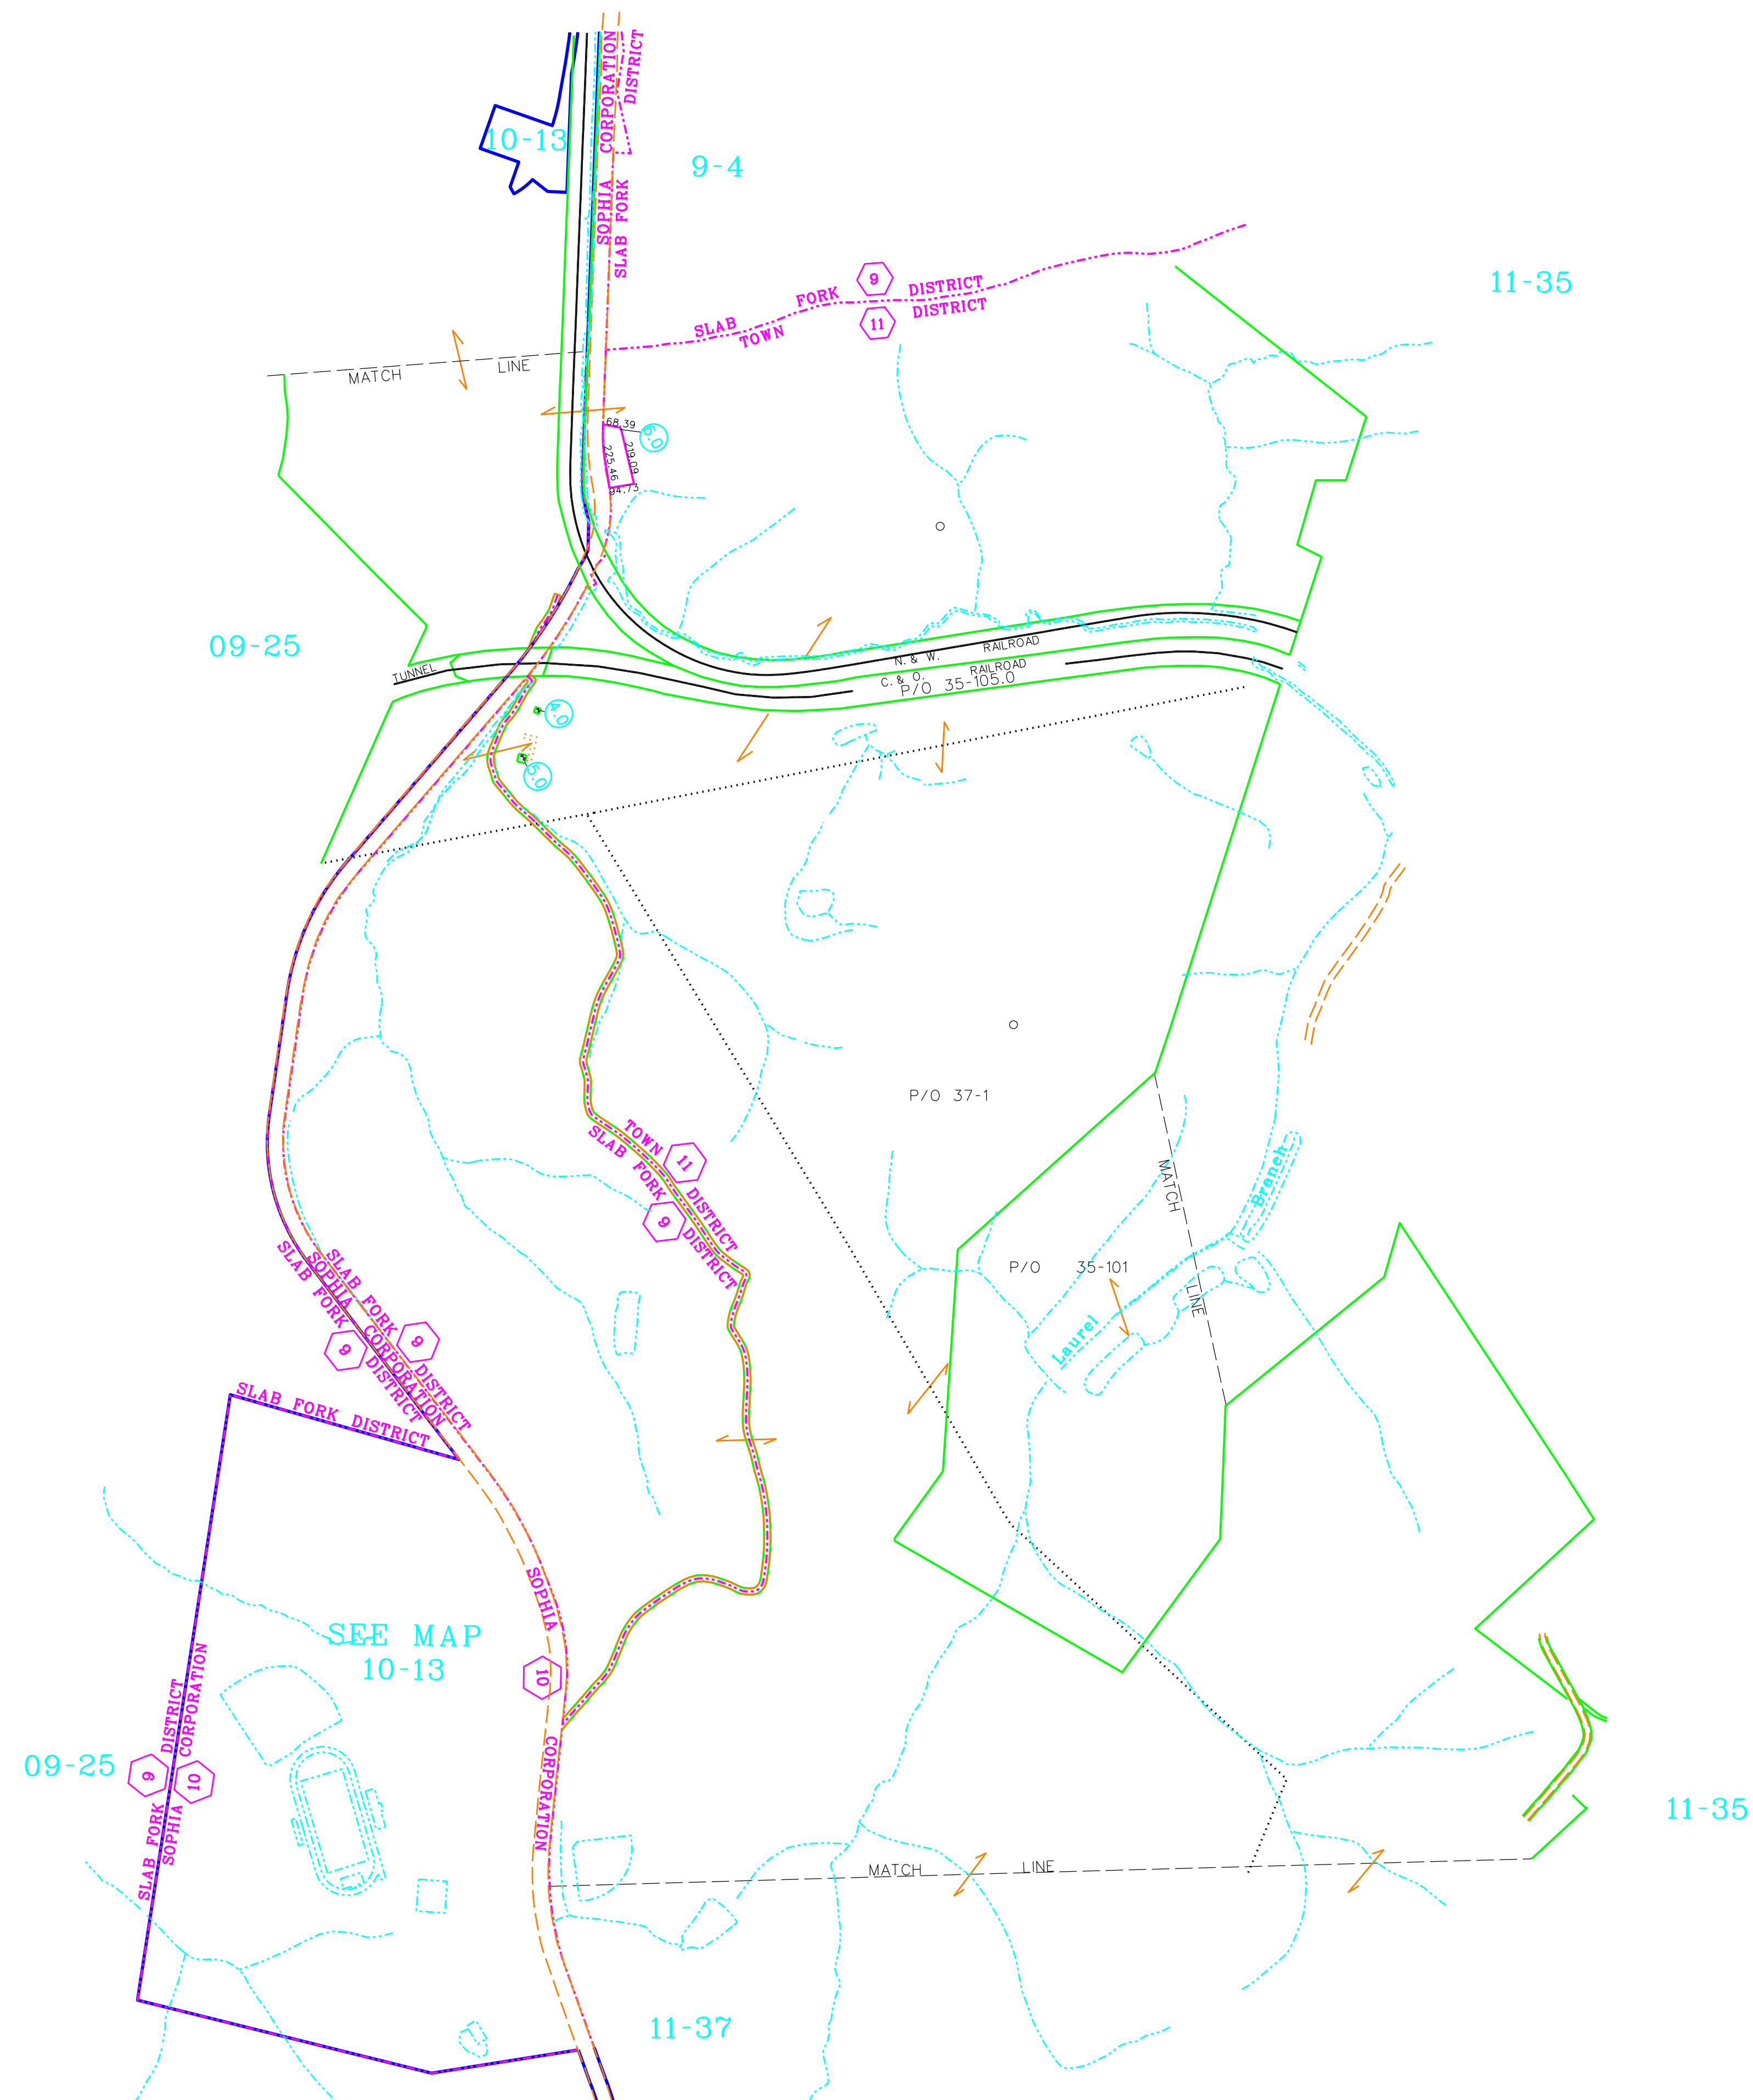 SOPHIA CORPORATION
SLAB FORK DISTRICT
10-13
9-4
11-35
SLAB FORK 9 DISTRICT
TOWN 11 DISTRICT
MATCH LINE
68.39
6.0
219.09
225.46
94.73
09-25
TUNNEL
N. & W. RAILROAD
C. & O. RAILROAD
P/O 35-105.0
4.0
5.0
P/O 37-1
TOWN 11 DISTRICT
SLAB FORK 9 DISTRICT
MATCH LINE
Laurel Branch
P/O 35-101
SLAB FORK 9 DISTRICT
SOPHIA CORPORATION
SLAB FORK 9 DISTRICT
SLAB FORK DISTRICT
SOPHIA 10 CORPORATION
SEE MAP
10-13
SLAB FORK 9 DISTRICT
SOPHIA 10 CORPORATION
09-25
11-35
MATCH LINE
11-37